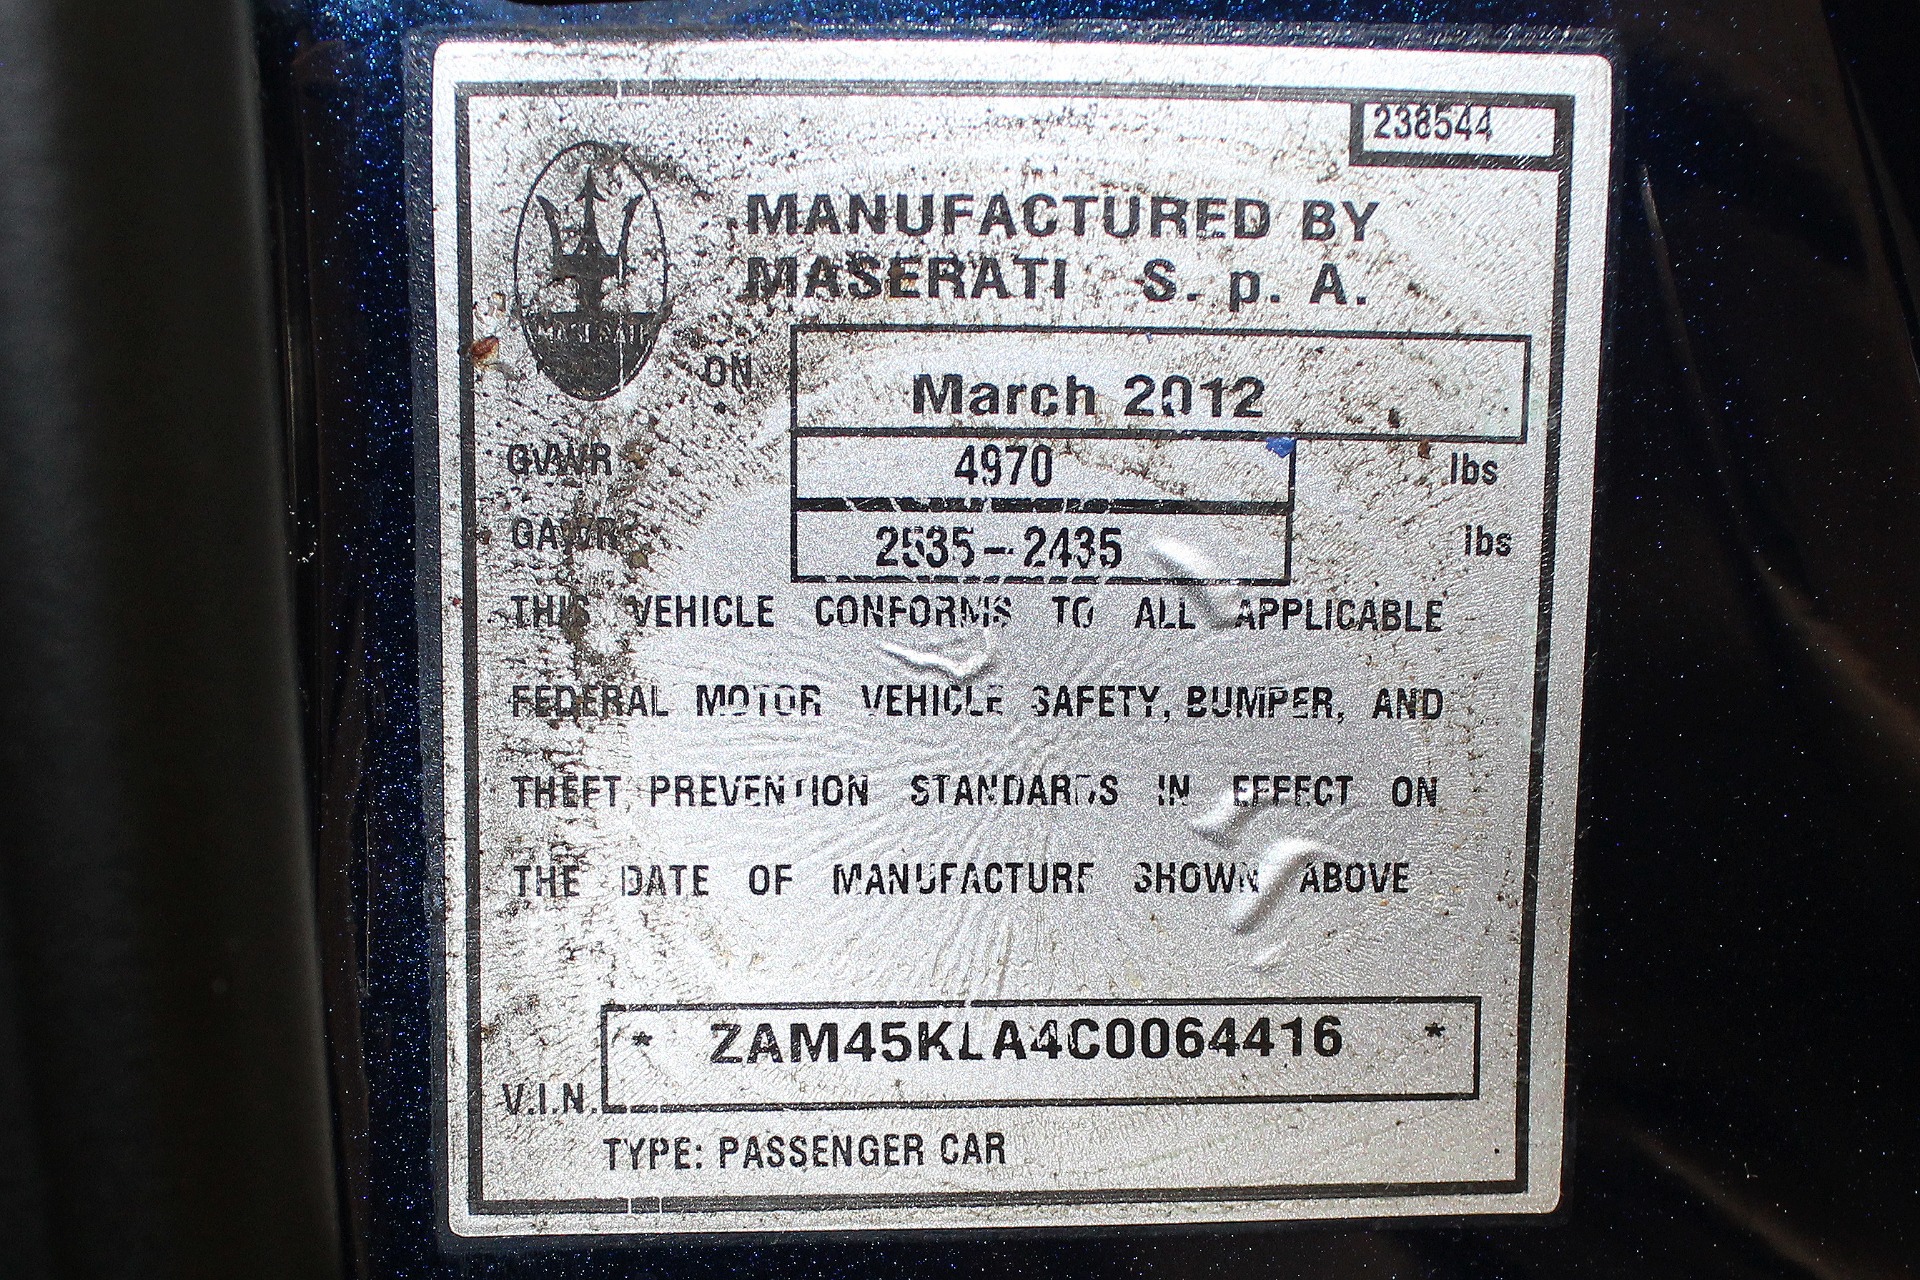 238544
MANUFACTURED BY
MASERATI S. p. A.
MASERATI
ON March 2012
GVWR 4970 lbs
GAWR 2535-2435 lbs
THIS VEHICLE CONFORMS TO ALL APPLICABLE
FEDERAL MOTOR VEHICLE SAFETY, BUMPER, AND
THEFT PREVENTION STANDARDS IN EFFECT ON
THE DATE OF MANUFACTURE SHOWN ABOVE
* ZAM45KLA4C0064416 *
V.I.N.
TYPE: PASSENGER CAR